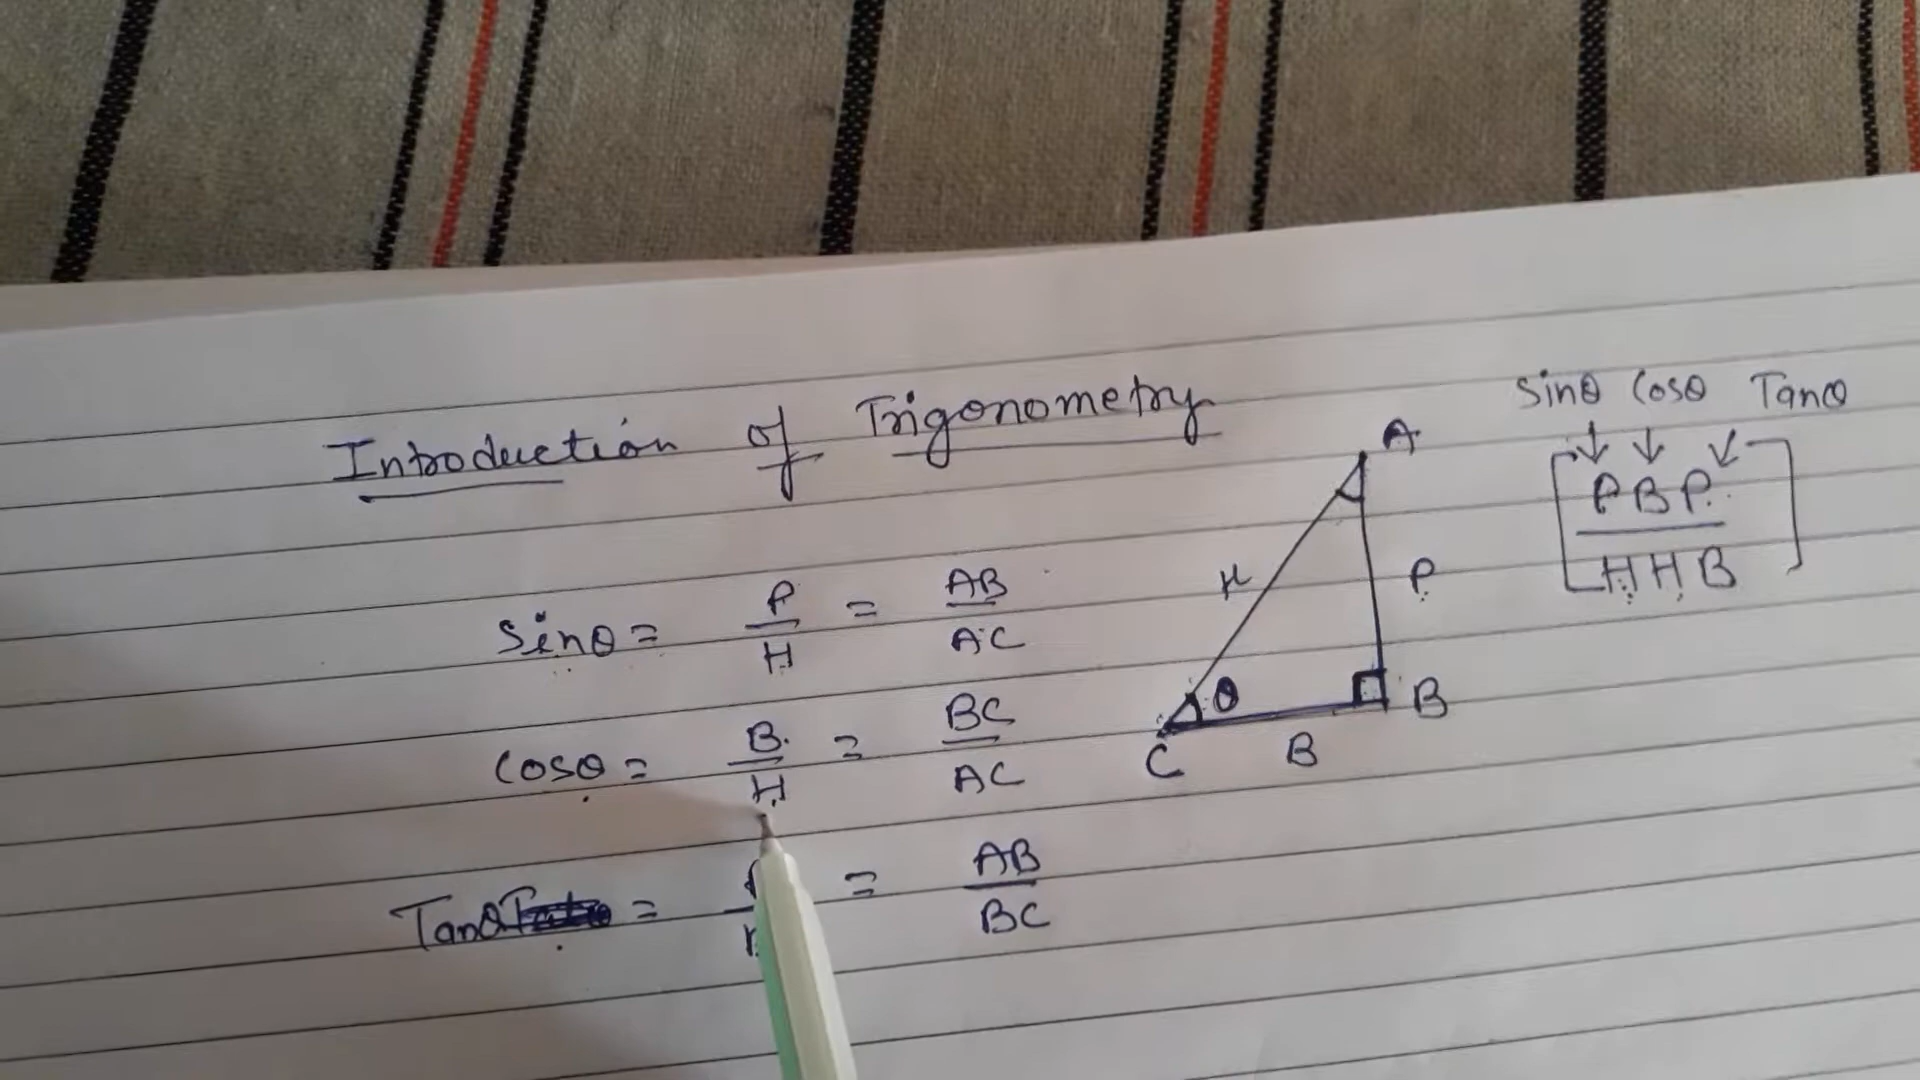 Introduction of Trigonometry
Sinθ Cosθ Tanθ
P B P
H H B
A
H
P
θ
C
B
B
Sinθ = P/H = AB/AC
Cosθ = B/H = BC/AC
Tanθ = = AB/BC